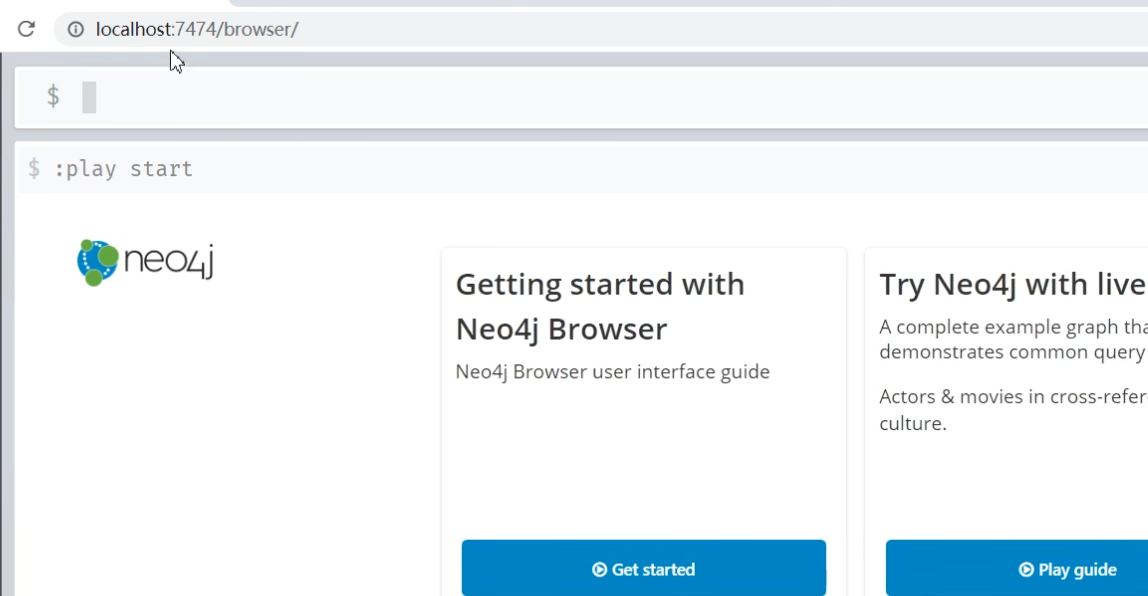 localhost:7474/browser/
$
$ :play start
neo4j
Getting started with
Neo4j Browser
Neo4j Browser user interface guide
Get started
Try Neo4j with live
A complete example graph tha
demonstrates common query
Actors & movies in cross-refer
culture.
Play guide